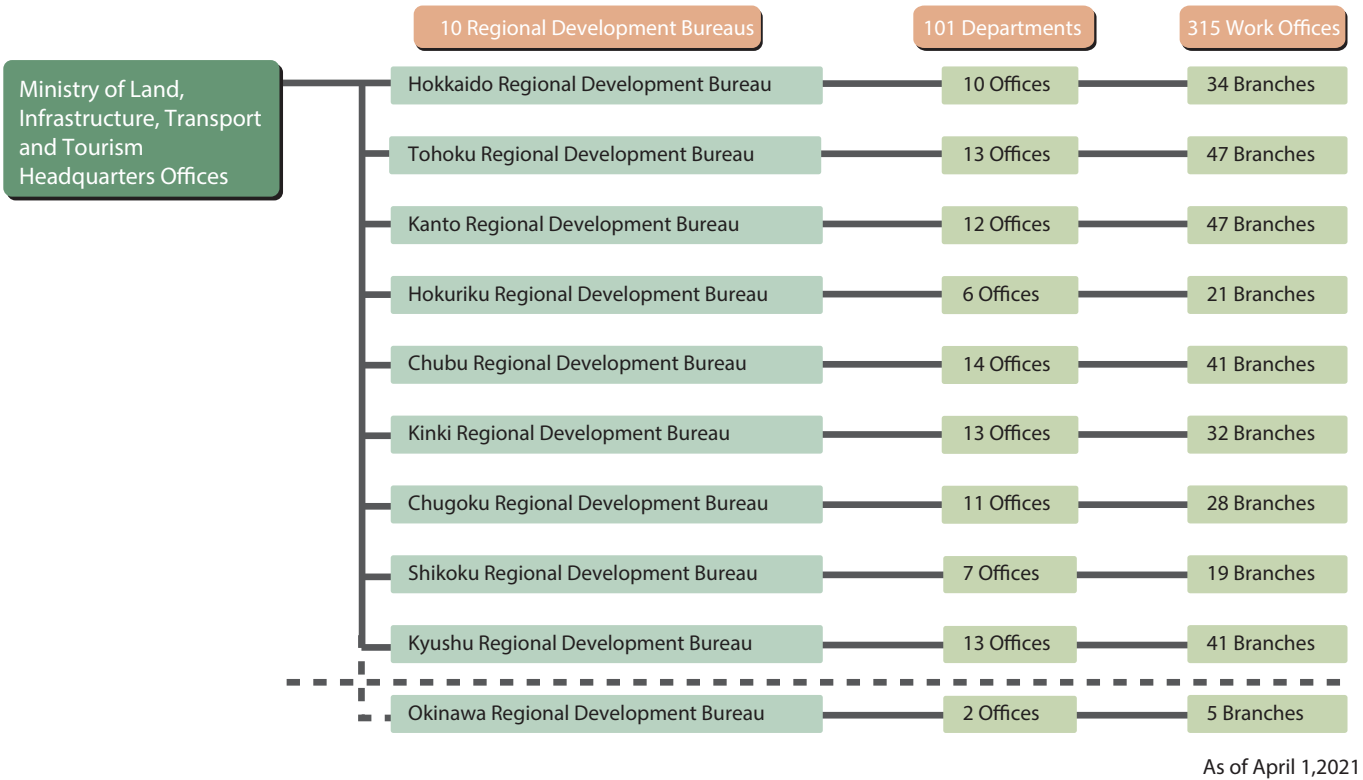 10 Regional Development Bureaus
101 Departments
315 Work Offices
Ministry of Land,
Infrastructure, Transport
and Tourism
Headquarters Offices
Hokkaido Regional Development Bureau
10 Offices
34 Branches
Tohoku Regional Development Bureau
13 Offices
47 Branches
Kanto Regional Development Bureau
12 Offices
47 Branches
Hokuriku Regional Development Bureau
6 Offices
21 Branches
Chubu Regional Development Bureau
14 Offices
41 Branches
Kinki Regional Development Bureau
13 Offices
32 Branches
Chugoku Regional Development Bureau
11 Offices
28 Branches
Shikoku Regional Development Bureau
7 Offices
19 Branches
Kyushu Regional Development Bureau
13 Offices
41 Branches
Okinawa Regional Development Bureau
2 Offices
5 Branches
As of April 1,2021